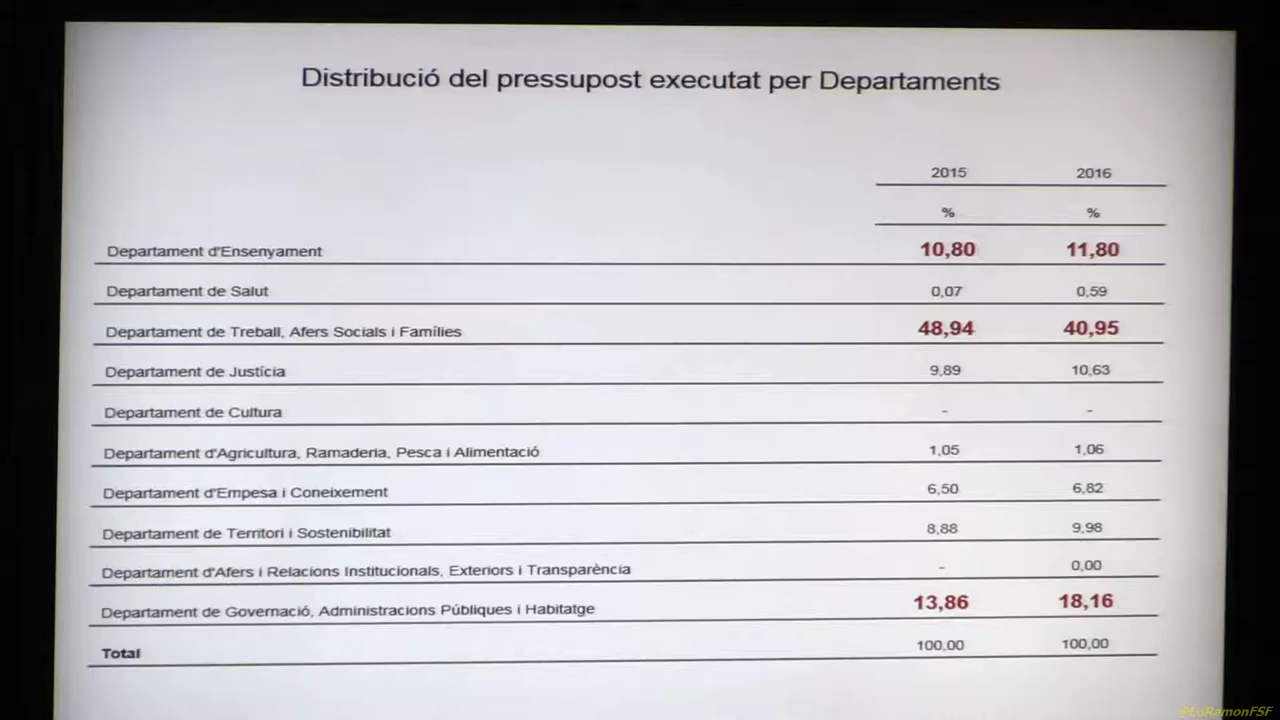 Distribució del pressupost executat per Departaments
2015 2016
% %
Departament d'Ensenyament 10,80 11,80
Departament de Salut 0,07 0,59
Departament de Treball, Afers Socials i Famílies 48,94 40,95
Departament de Justícia 9,89 10,63
Departament de Cultura - -
Departament d'Agricultura, Ramaderia, Pesca i Alimentació 1,05 1,06
Departament d'Empesa i Coneixement 6,50 6,82
Departament de Territori i Sostenibilitat 8,88 9,98
Departament d'Afers i Relacions Institucionals, Exteriors i Transparència - 0,00
Departament de Governació, Administracions Públiques i Habitatge 13,86 18,16
Total 100,00 100,00
@LoRamonFSF